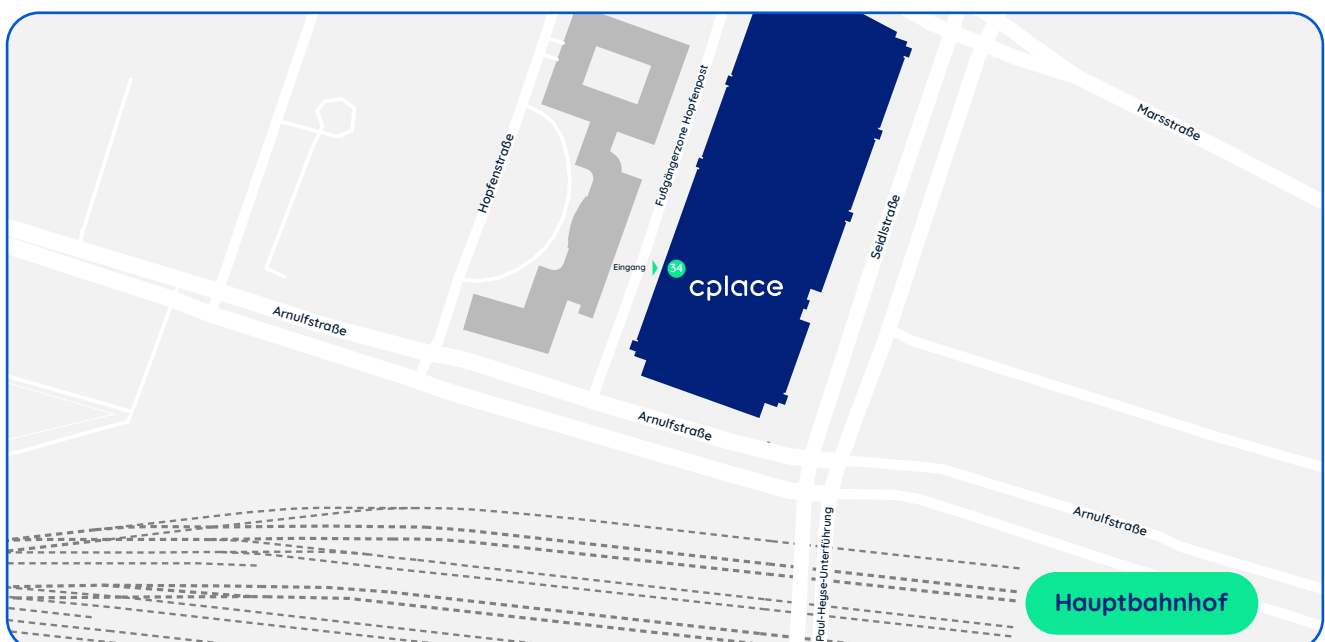 Marsstraße
Fußgängerzone Hopfenpost
Hopfenstraße
Seidlstraße
Eingang
34
cplace
Arnulfstraße
Arnulfstraße
Arnulfstraße
Paul-Heyse-Unterführung
Hauptbahnhof